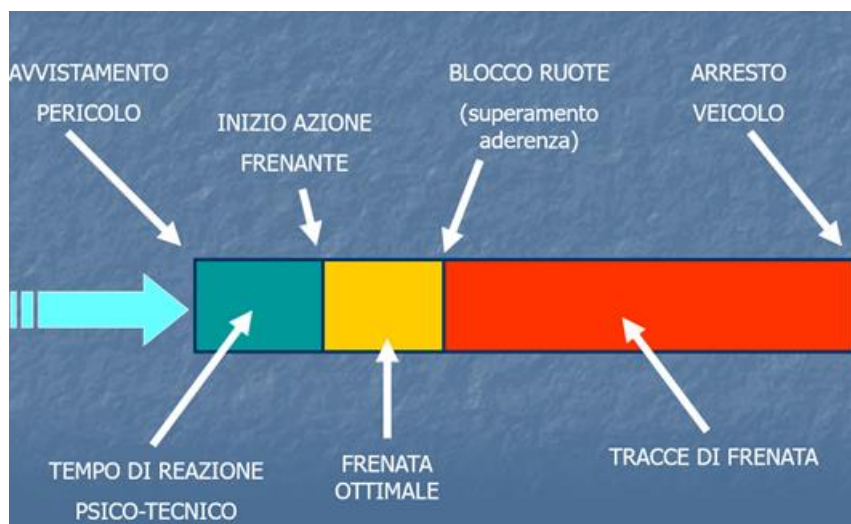 AVVISTAMENTO
PERICOLO
INIZIO AZIONE
FRENANTE
BLOCCO RUOTE
(superamento
aderenza)
ARRESTO
VEICOLO
TEMPO DI REAZIONE
PSICO-TECNICO
FRENATA
OTTIMALE
TRACCE DI FRENATA